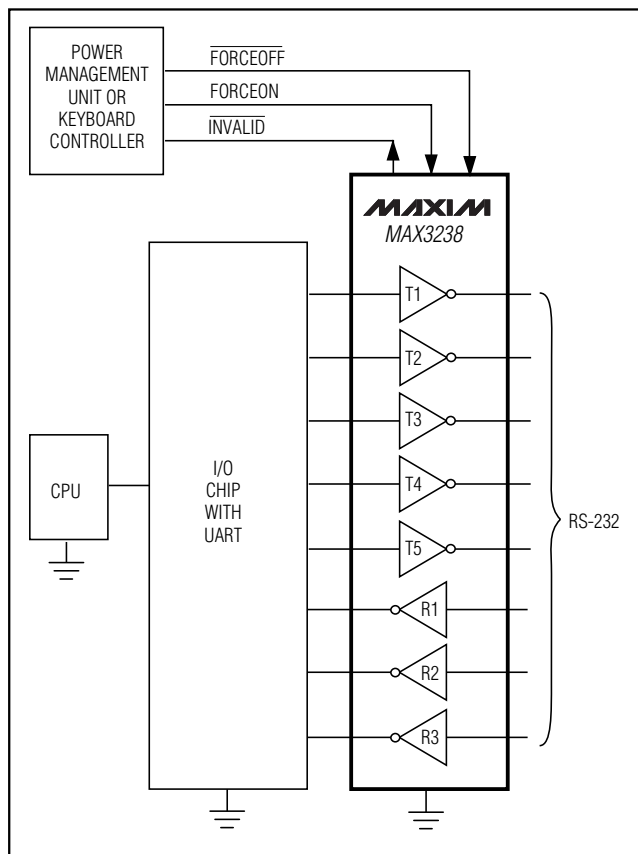 POWER
MANAGEMENT
UNIT OR
KEYBOARD
CONTROLLER
FORCEOFF
FORCEON
INVALID
MAXIM
MAX3238
T1
T2
T3
T4
T5
R1
R2
R3
CPU
I/O
CHIP
WITH
UART
RS-232